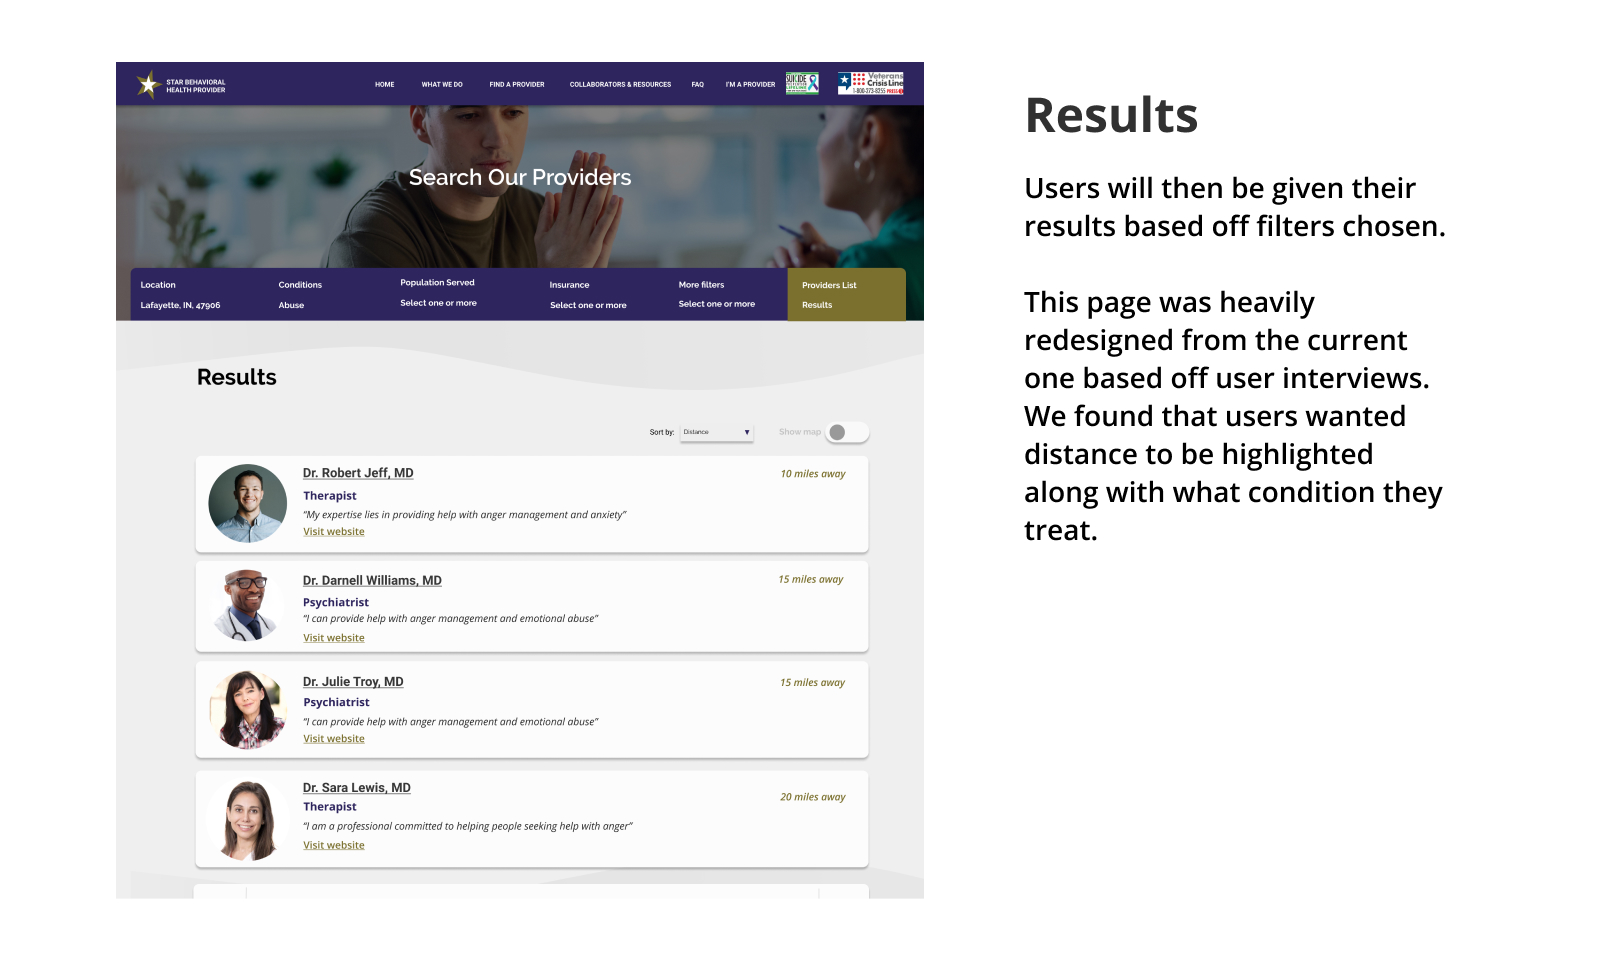 STAR BEHAVIORAL
HEALTH PROVIDER
HOME
WHAT WE DO
FIND A PROVIDER
COLLABORATORS & RESOURCES
FAQ
I'M A PROVIDER
SUICIDE
Veterans
Crisis Line
1-800-273-8255 PRESS 1
Search Our Providers
Location
Lafayette, IN, 47906
Conditions
Abuse
Population Served
Select one or more
Insurance
Select one or more
More filters
Select one or more
Providers List
Results
Results
Sort by: Distance
Show map
Dr. Robert Jeff, MD
10 miles away
Therapist
“My expertise lies in providing help with anger management and anxiety”
Visit website
Dr. Darnell Williams, MD
15 miles away
Psychiatrist
“I can provide help with anger management and emotional abuse”
Visit website
Dr. Julie Troy, MD
15 miles away
Psychiatrist
“I can provide help with anger management and emotional abuse”
Visit website
Dr. Sara Lewis, MD
20 miles away
Therapist
“I am a professional committed to helping people seeking help with anger”
Visit website
Results
Users will then be given their
results based off filters chosen.
This page was heavily
redesigned from the current
one based off user interviews.
We found that users wanted
distance to be highlighted
along with what condition they
treat.